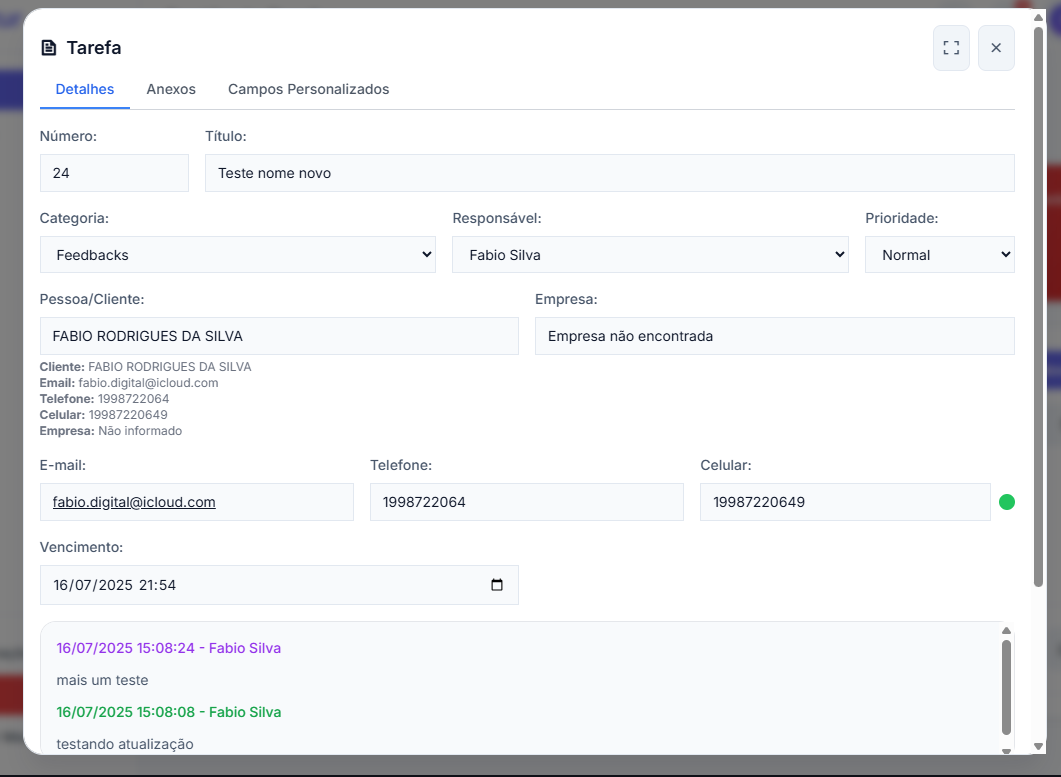 Tarefa
Detalhes Anexos Campos Personalizados
Número: Título:
24 Teste nome novo
Categoria: Responsável: Prioridade:
Feedbacks Fabio Silva Normal
Pessoa/Cliente: Empresa:
FABIO RODRIGUES DA SILVA Empresa não encontrada
Cliente: FABIO RODRIGUES DA SILVA
Email: fabio.digital@icloud.com
Telefone: 1998722064
Celular: 19987220649
Empresa: Não informado
E-mail: Telefone: Celular:
fabio.digital@icloud.com 1998722064 19987220649
Vencimento:
16/07/2025 21:54
16/07/2025 15:08:24 - Fabio Silva
mais um teste
16/07/2025 15:08:08 - Fabio Silva
testando atualização